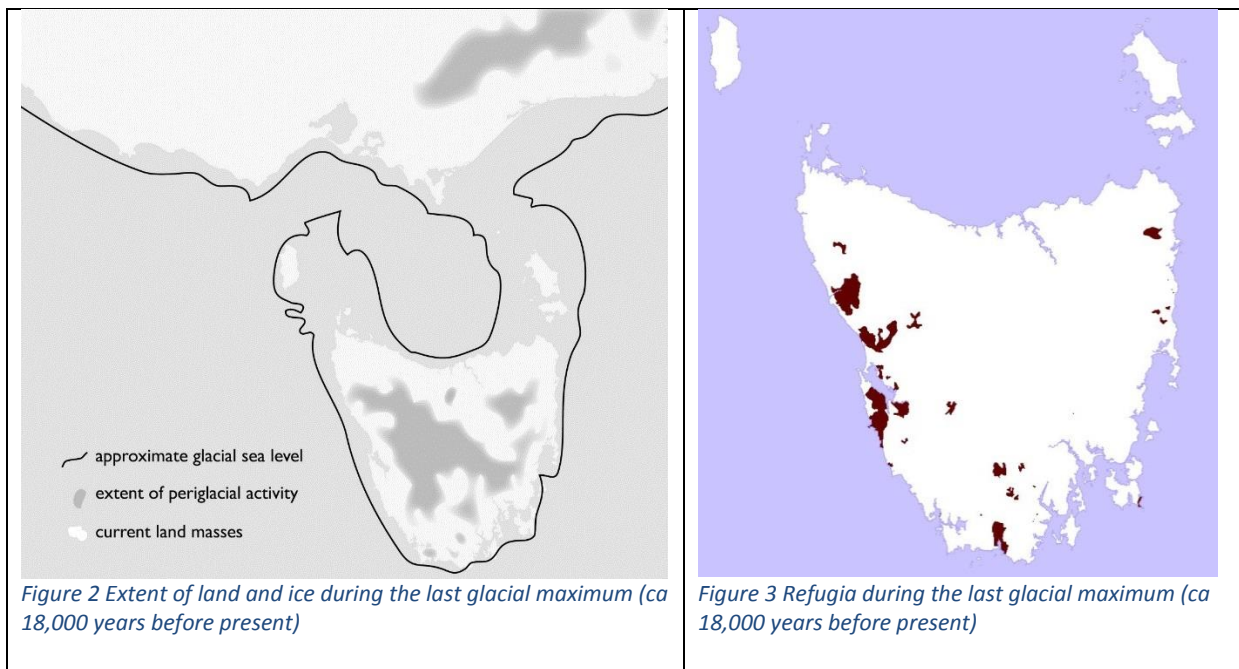 approximate glacial sea level
extent of periglacial activity
current land masses
Figure 2 Extent of land and ice during the last glacial maximum (ca
18,000 years before present)
Figure 3 Refugia during the last glacial maximum (ca
18,000 years before present)